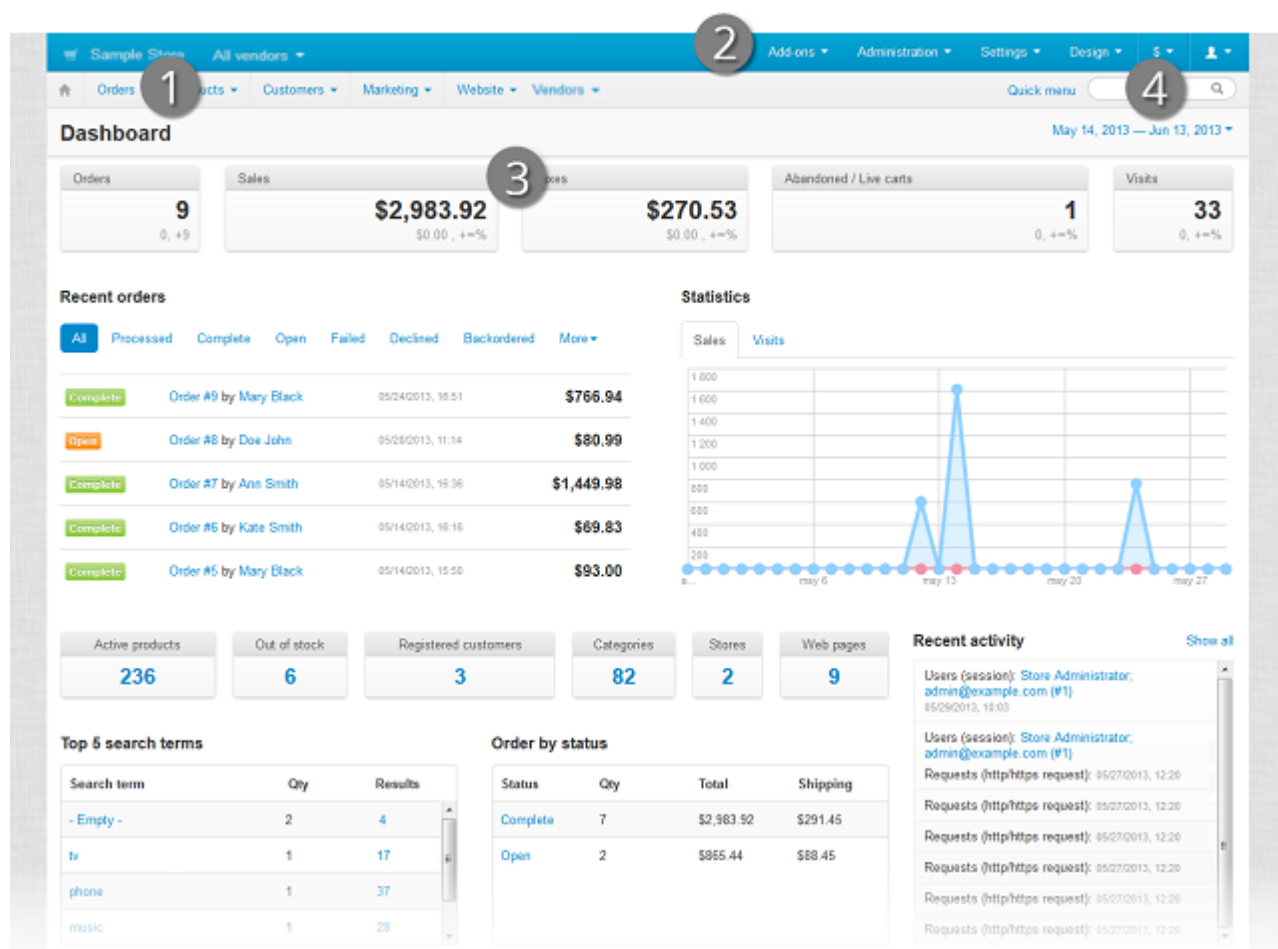 Sample Store All vendors
2
Add-ons Administration Settings Design $
Orders 1 ucts Customers Marketing Website Vendors Quick menu 4
Dashboard
May 14, 2013 — Jun 13, 2013
Orders Sales 3 xes Abandoned / Live carts Visits
9 $2,983.92 $270.53 1 33
0, +9 $0.00 , +=% $0.00 , +=% 0, +=% 0, +=%
Recent orders
All Processed Complete Open Failed Declined Backordered More
Complete Order #9 by Mary Black 05/24/2013, 16:51 $766.94
Open Order #8 by Doe John 05/20/2013, 11:14 $80.99
Complete Order #7 by Ann Smith 05/14/2013, 16:36 $1,449.98
Complete Order #6 by Kate Smith 05/14/2013, 16:16 $69.83
Complete Order #5 by Mary Black 05/14/2013, 15:50 $93.00
Statistics
Sales Visits
1 800
1 600
1 400
1 200
1 000
800
600
400
200
a... may 6 may 13 may 20 may 27
Active products Out of stock Registered customers Categories Stores Web pages
236 6 3 82 2 9
Recent activity Show all
Users (session): Store Administrator;
admin@example.com (#1)
05/29/2013, 10:03
Users (session): Store Administrator;
admin@example.com (#1)
Requests (http/https request): 05/27/2013, 12:20
Requests (http/https request): 05/27/2013, 12:20
Requests (http/https request): 05/27/2013, 12:20
Requests (http/https request): 05/27/2013, 12:20
Requests (http/https request): 05/27/2013, 12:20
Requests (http/https request): 05/27/2013, 12:20
Top 5 search terms
Search term Qty Results
- Empty - 2 4
tv 1 17
phone 1 37
music 1 28
Order by status
Status Qty Total Shipping
Complete 7 $2,983.92 $291.45
Open 2 $865.44 $88.45